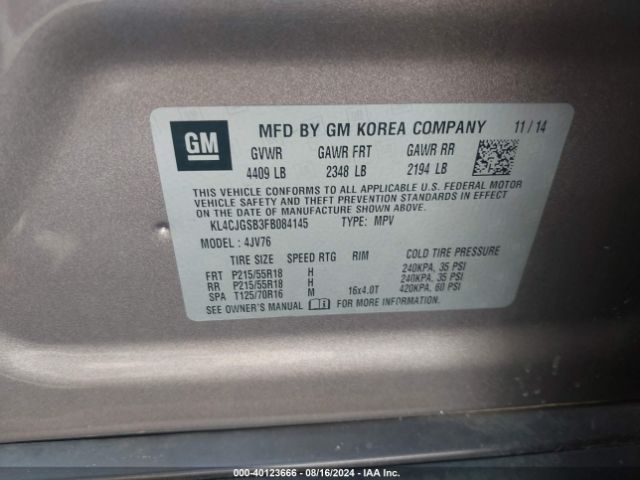 GM
MFD BY GM KOREA COMPANY 11 / 14
GVWR GAWR FRT GAWR RR
4409 LB 2348 LB 2194 LB
THIS VEHICLE CONFORMS TO ALL APPLICABLE U.S. FEDERAL MOTOR
VEHICLE SAFETY AND THEFT PREVENTION STANDARDS IN EFFECT
ON THE DATE OF MANUFACTURE SHOWN ABOVE.
KL4CJGSB3FB084145 TYPE: MPV
MODEL : 4JV76
TIRE SIZE SPEED RTG RIM COLD TIRE PRESSURE
FRT P215/55R18 H 240KPA, 35 PSI
RR P215/55R18 H 240KPA, 35 PSI
SPA T125/70R16 M 16x4.0T 420KPA, 60 PSI
SEE OWNER'S MANUAL FOR MORE INFORMATION.
000-40123666 - 08/16/2024 - IAA Inc.